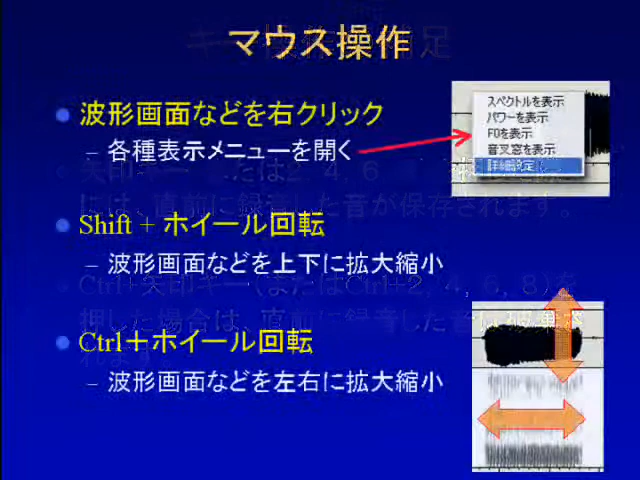 マウス操作
波形画面などを右クリック
– 各種表示メニューを開く
スペクトルを表示
パワーを表示
F0を表示
音叉窓を表示
詳細設定
Shift + ホイール回転
– 波形画面などを上下に拡大縮小
Ctrl＋ホイール回転
– 波形画面などを左右に拡大縮小